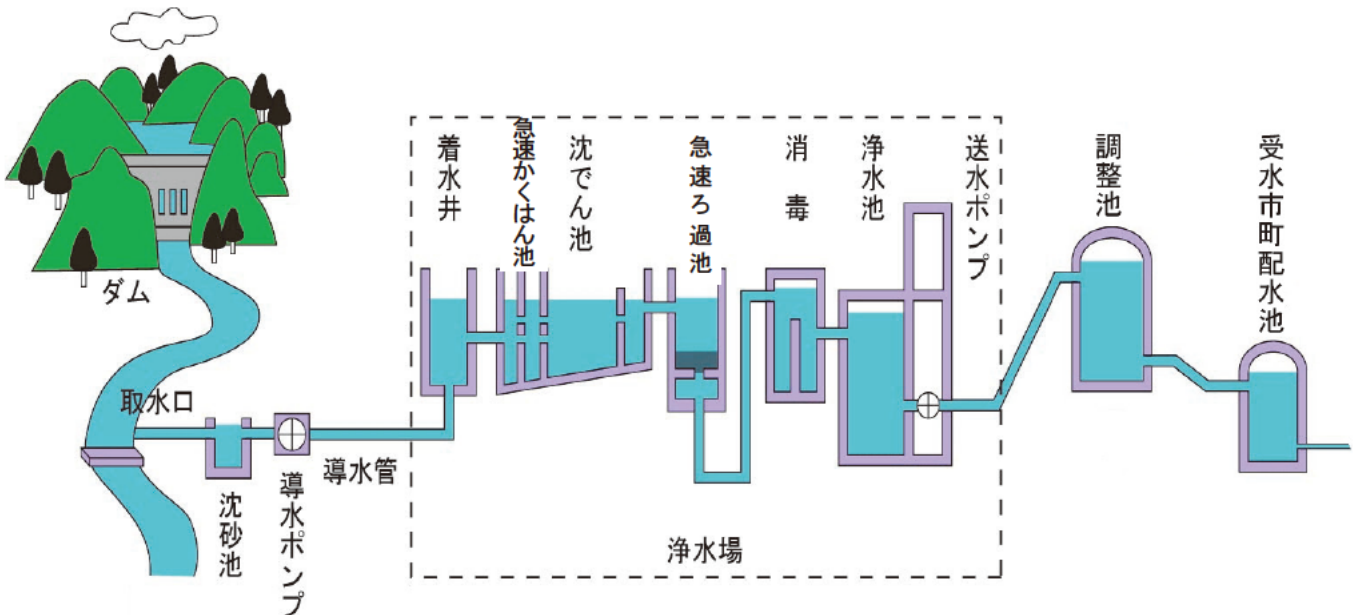 ダム
取水口
沈砂池
導水ポンプ
導水管
着水井
急速かくはん池
沈でん池
急速ろ過池
消毒
浄水池
送水ポンプ
浄水場
調整池
受水市町配水池